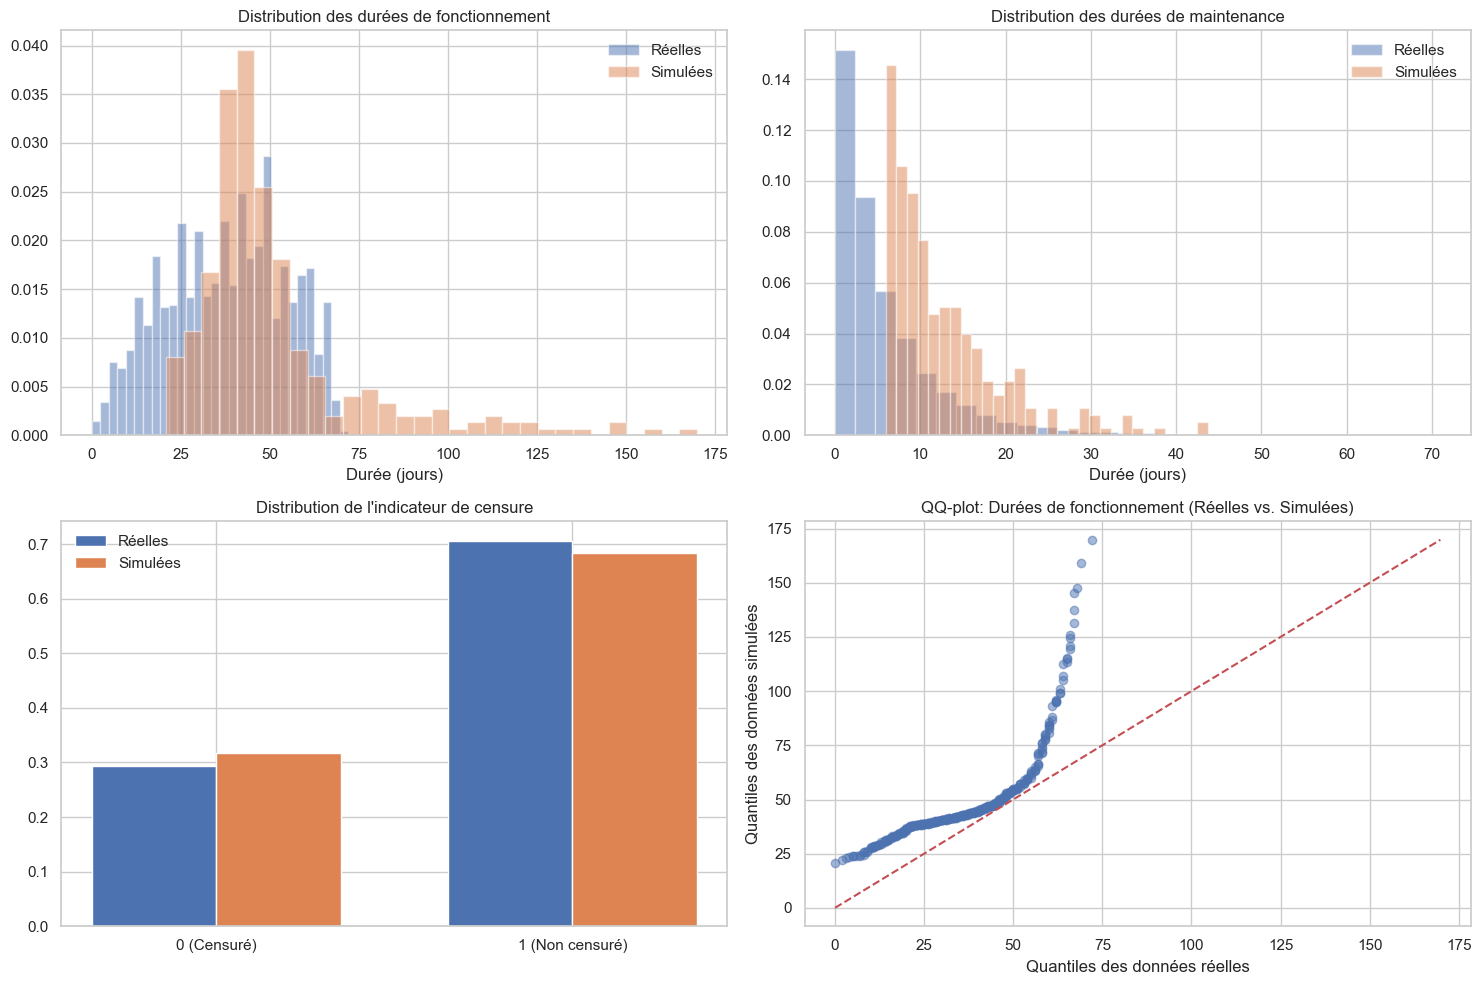 Distribution des durées de fonctionnement
Réelles
Simulées
0.040
0.035
0.030
0.025
0.020
0.015
0.010
0.005
0.000
0 25 50 75 100 125 150 175
Durée (jours)
Distribution des durées de maintenance
Réelles
Simulées
0.14
0.12
0.10
0.08
0.06
0.04
0.02
0.00
0 10 20 30 40 50 60 70
Durée (jours)
Distribution de l'indicateur de censure
Réelles
Simulées
0.7
0.6
0.5
0.4
0.3
0.2
0.1
0.0
0 (Censuré) 1 (Non censuré)
QQ-plot: Durées de fonctionnement (Réelles vs. Simulées)
Quantiles des données simulées
175
150
125
100
75
50
25
0
0 25 50 75 100 125 150 175
Quantiles des données réelles